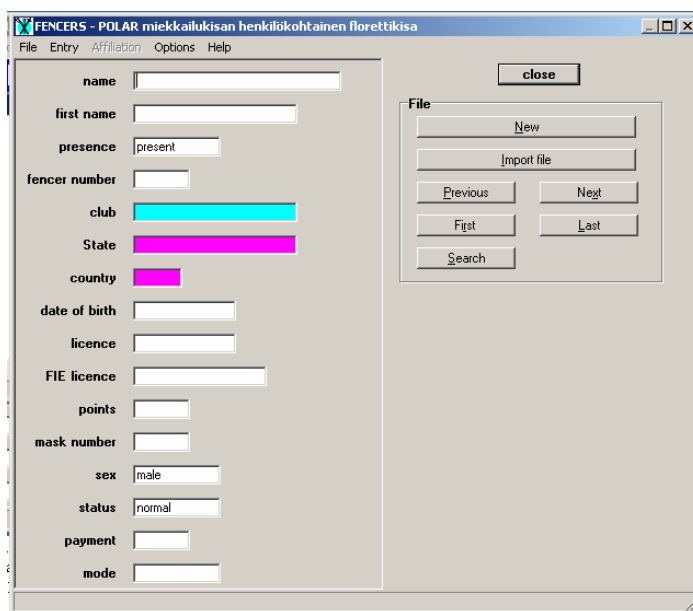 FENCERS - POLAR miekkailukisan henkilökohtainen florettikisa
File Entry Affiliation Options Help
name
first name
presence present
fencer number
club
State
country
date of birth
licence
FIE licence
points
mask number
sex male
status normal
payment
mode
close
File
New
Import file
Previous Next
First Last
Search